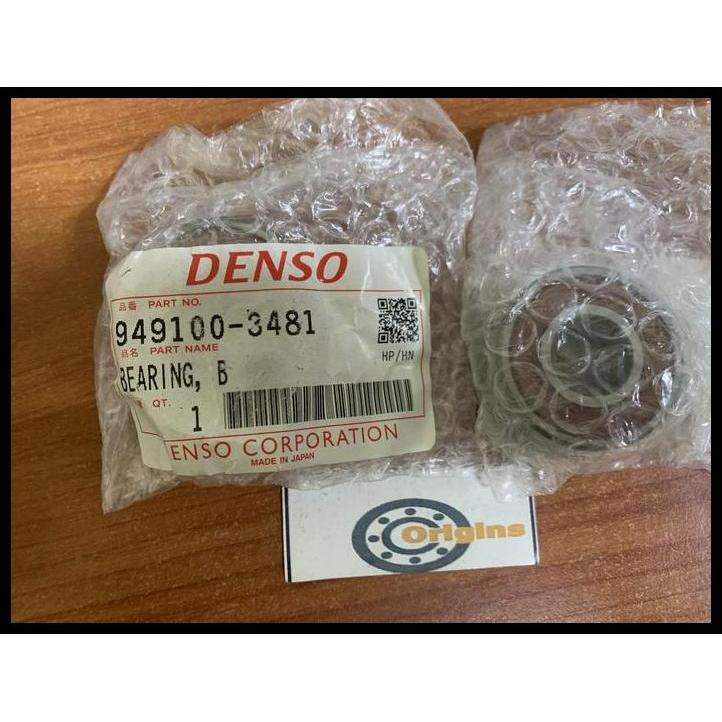 DENSO
品番 PART NO.
949100-3481
品名 PART NAME
HP/HN
BEARING, B
QT.
1
ENSO CORPORATION
MADE IN JAPAN
Origins